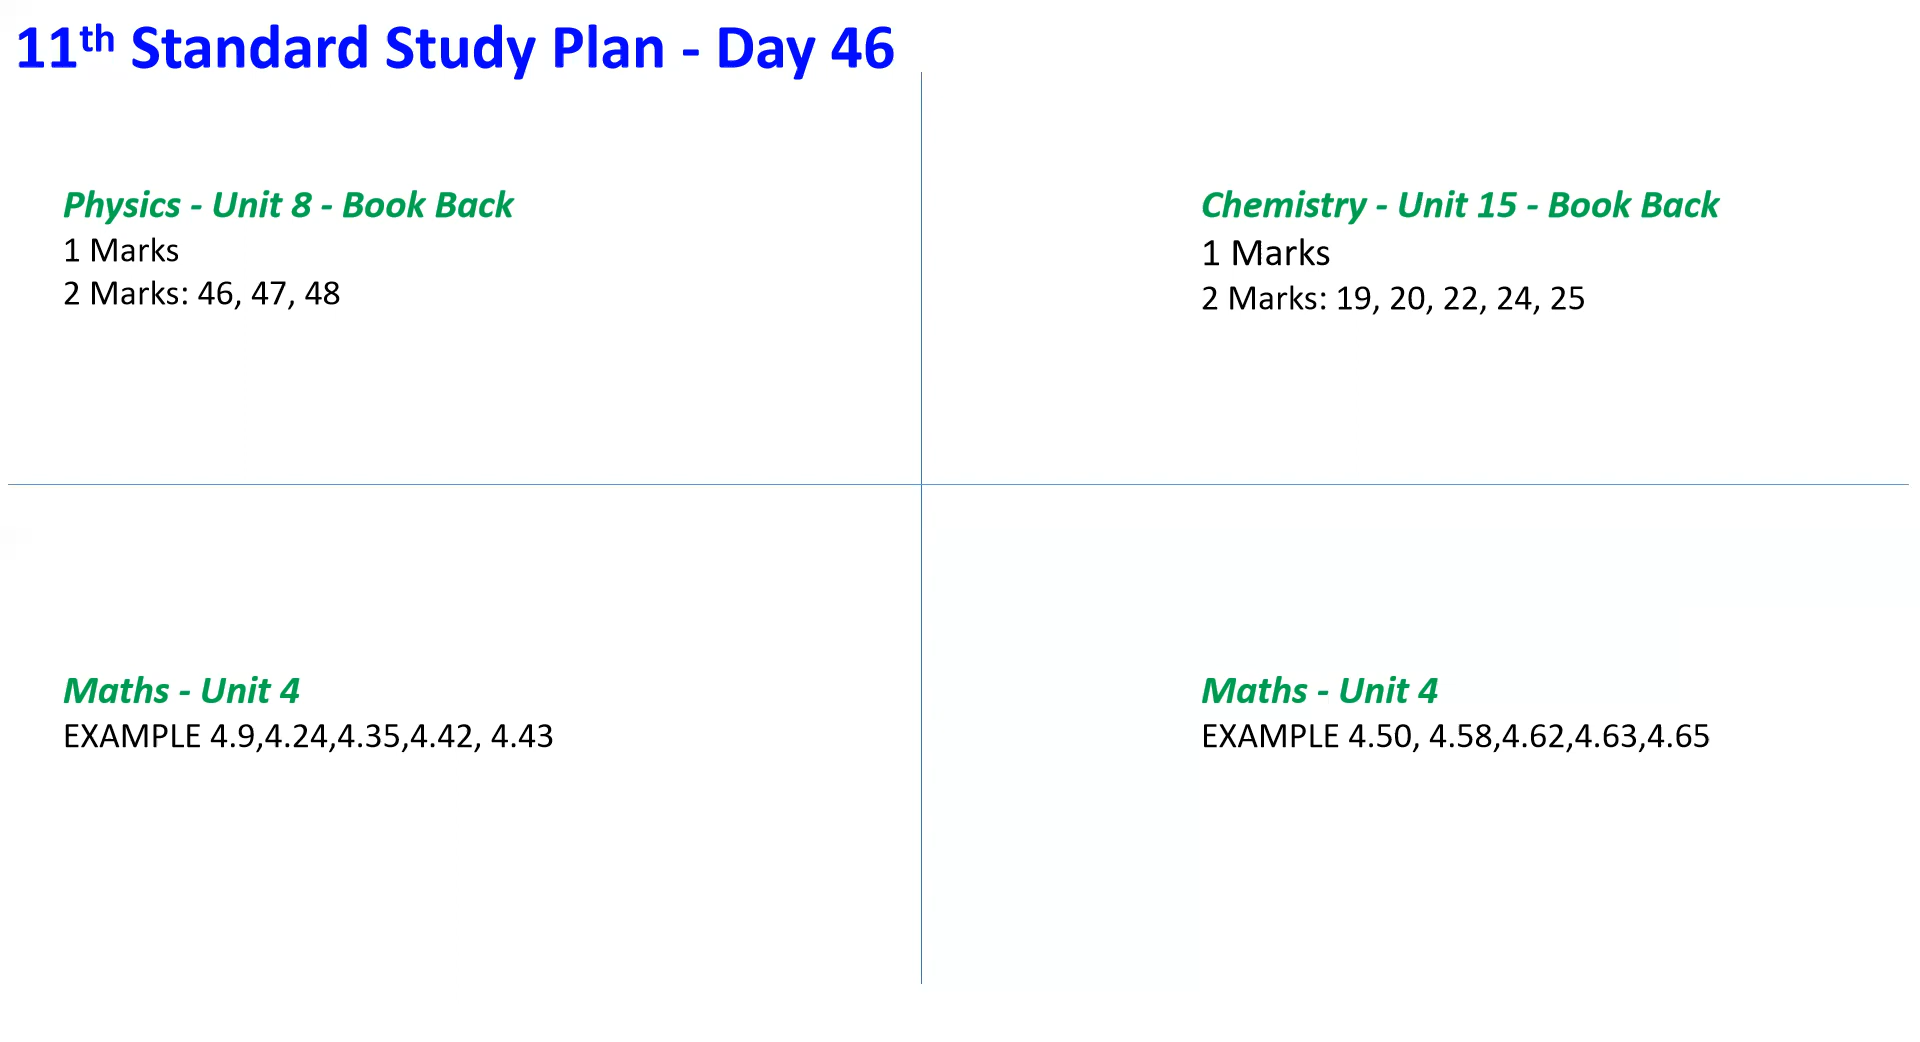 11th Standard Study Plan - Day 46
Physics - Unit 8 - Book Back
1 Marks
2 Marks: 46, 47, 48
Chemistry - Unit 15 - Book Back
1 Marks
2 Marks: 19, 20, 22, 24, 25
Maths - Unit 4
EXAMPLE 4.9,4.24,4.35,4.42, 4.43
Maths - Unit 4
EXAMPLE 4.50, 4.58,4.62,4.63,4.65